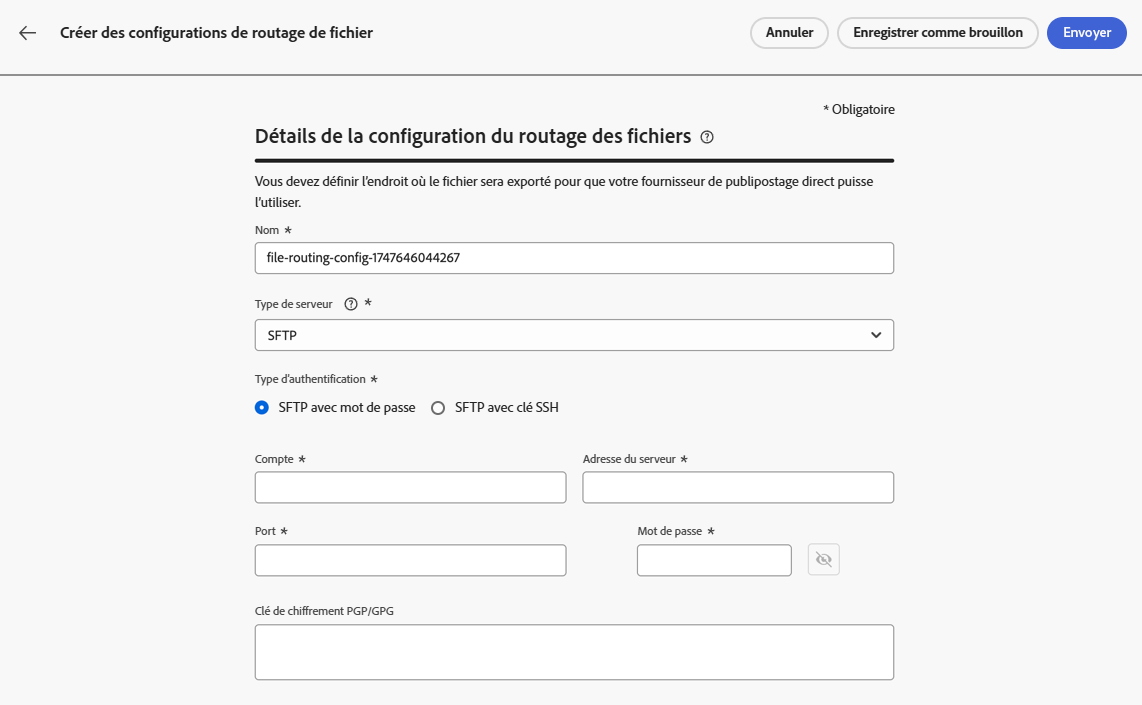 Créer des configurations de routage de fichier
Annuler
Enregistrer comme brouillon
Envoyer
* Obligatoire
Détails de la configuration du routage des fichiers
Vous devez définir l'endroit où le fichier sera exporté pour que votre fournisseur de publipostage direct puisse
l'utiliser.
Nom *
file-routing-config-1747646044267
Type de serveur *
SFTP
Type d'authentification *
SFTP avec mot de passe
SFTP avec clé SSH
Compte *
Adresse du serveur *
Port *
Mot de passe *
Clé de chiffrement PGP/GPG